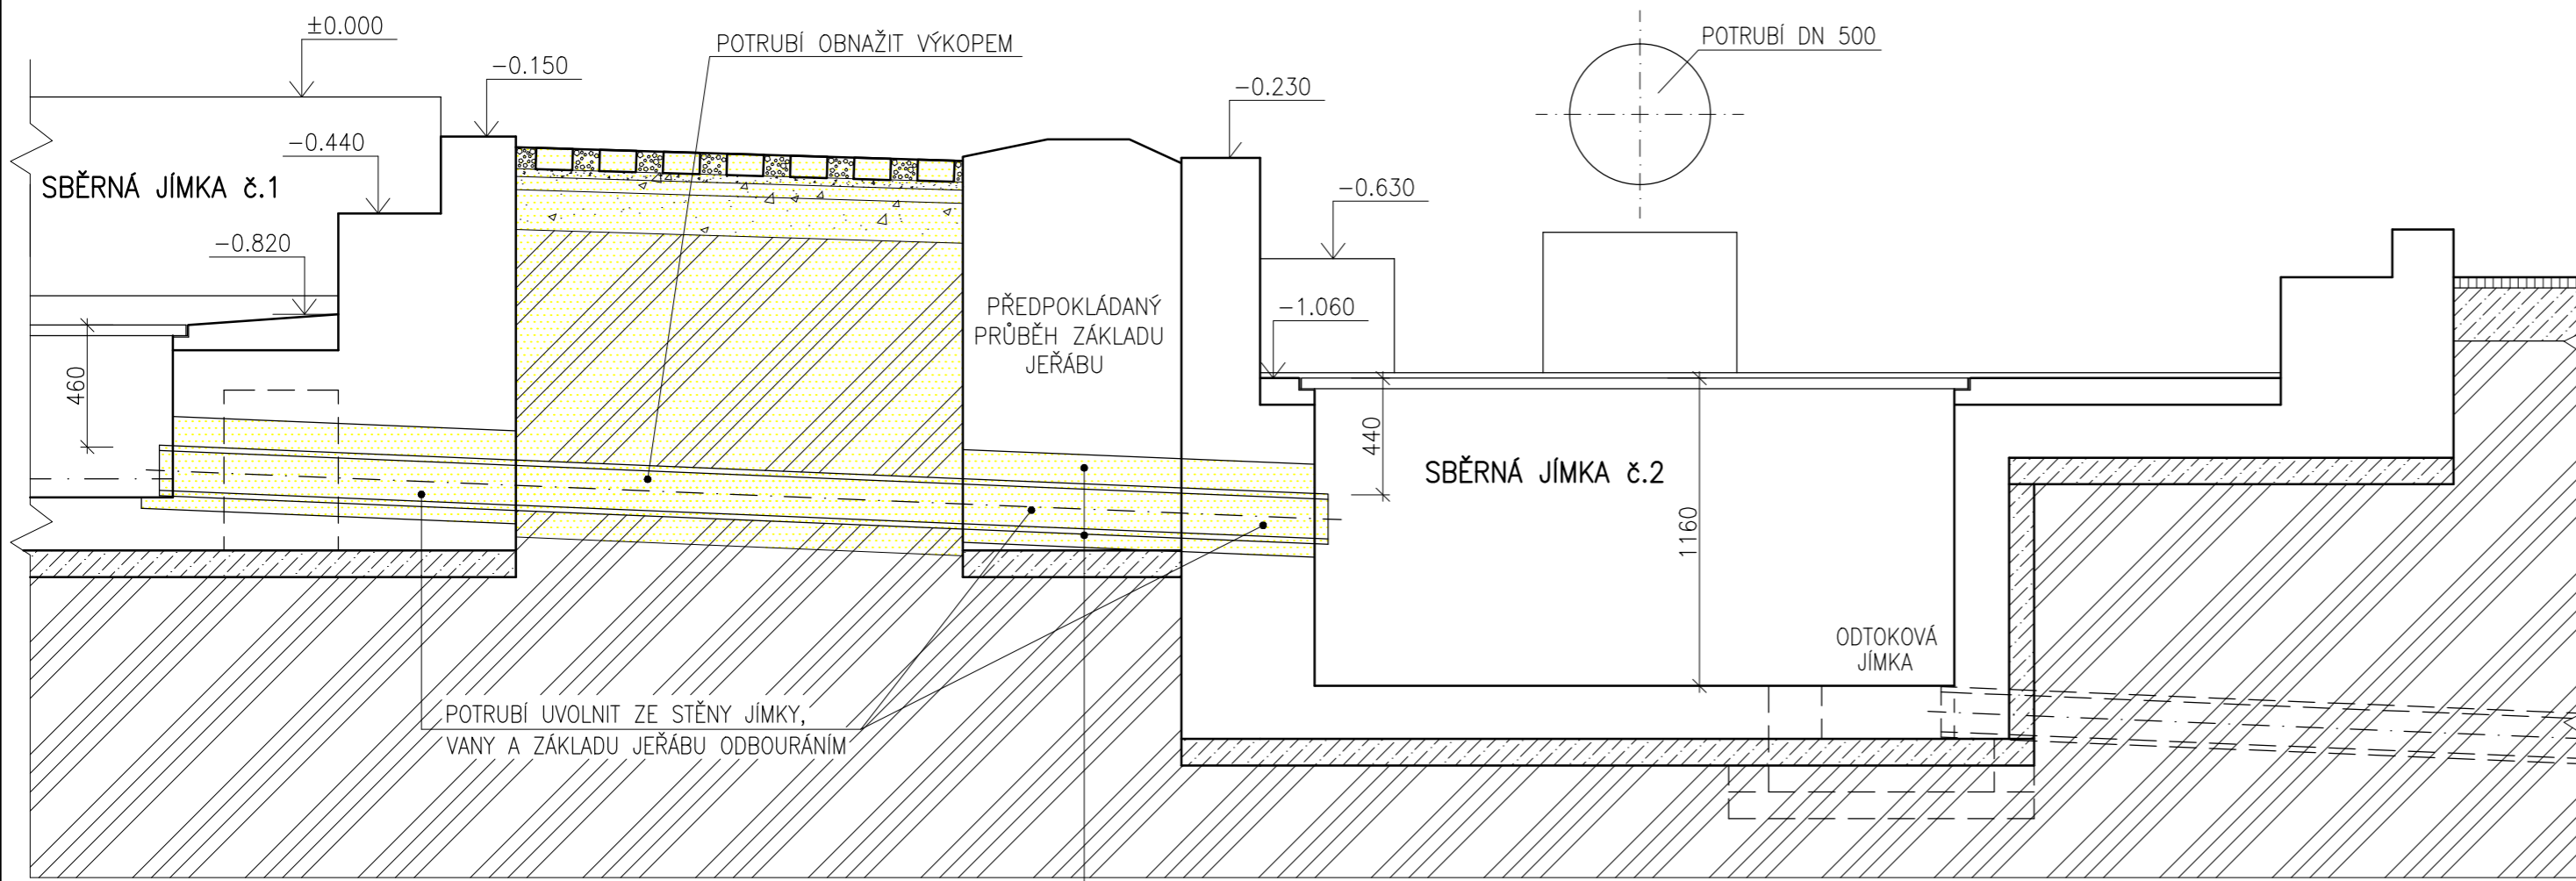 ±0.000
POTRUBÍ OBNAŽIT VÝKOPEM
POTRUBÍ DN 500
-0.150
-0.230
-0.440
SBĚRNÁ JÍMKA č.1
-0.630
-0.820
PŘEDPOKLÁDANÝ
PRŮBĚH ZÁKLADU
JEŘÁBU
-1.060
460
440
SBĚRNÁ JÍMKA č.2
1160
ODTOKOVÁ
JÍMKA
POTRUBÍ UVOLNIT ZE STĚNY JÍMKY,
VANY A ZÁKLADU JEŘÁBU ODBOURÁNÍM